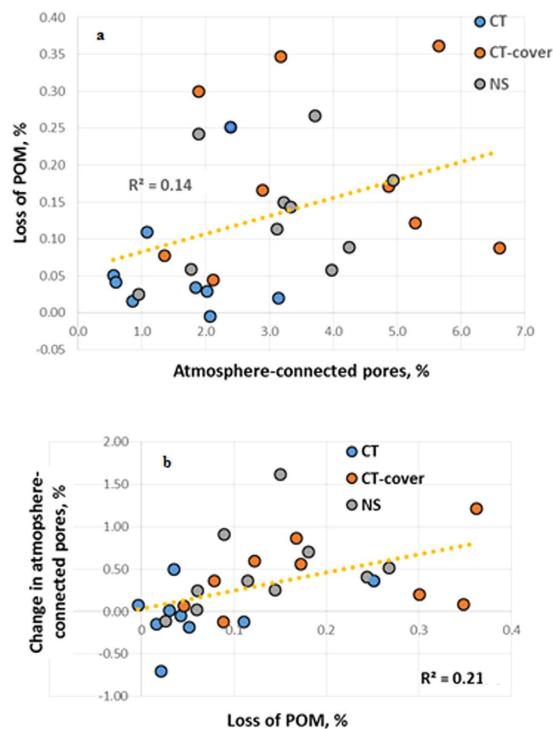 0.40
a
CT
0.35
CT-cover
0.30
NS
0.25
Loss of POM, %
0.20
R² = 0.14
0.15
0.10
0.05
0.00
0.0 1.0 2.0 3.0 4.0 5.0 6.0 7.0
-0.05
Atmosphere-connected pores, %
2.00
b
CT
1.50
CT-cover
NS
1.00
Change in atmopshere-
connected pores, %
0.50
0.00
0 0.1 0.2 0.3 0.4
-0.50
R² = 0.21
-1.00
Loss of POM, %